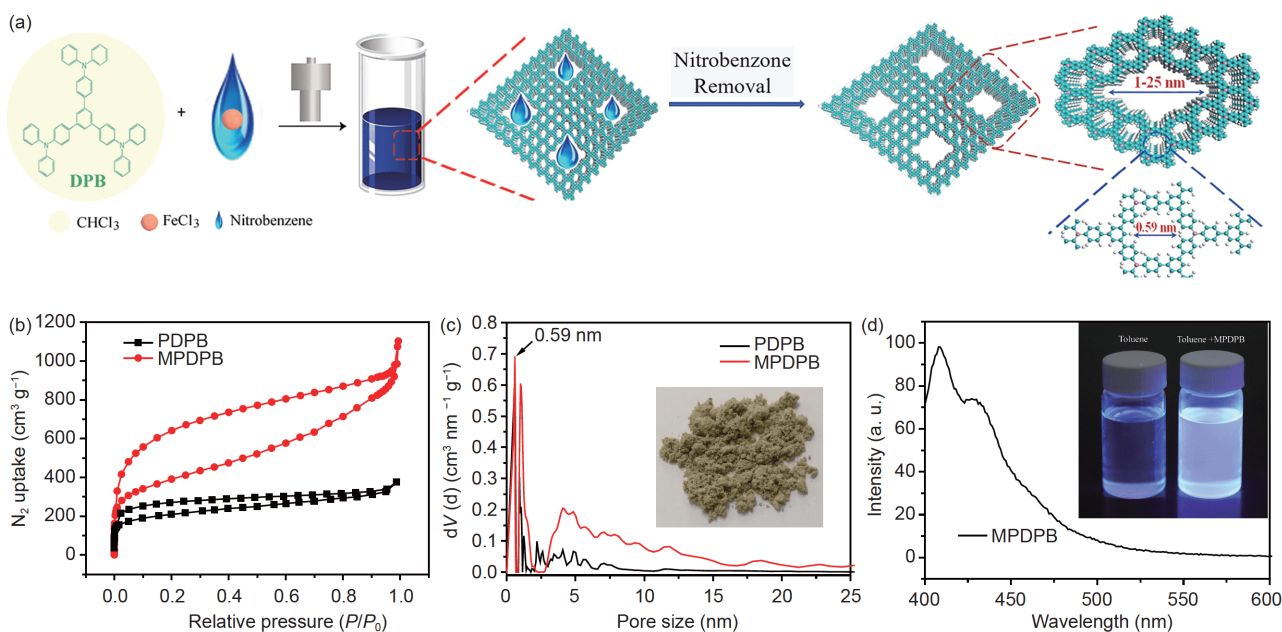 (a)
DPB
+
CHCl3
FeCl3
Nitrobenzene
Nitrobenzone
Removal
1-25 nm
0.59 nm
(b)
1200
1000
800
600
400
200
0
N2 uptake (cm3 g−1)
PDPB
MPDPB
0.0 0.2 0.4 0.6 0.8 1.0
Relative pressure (P/P0)
(c)
0.8
0.7
0.6
0.5
0.4
0.3
0.2
0.1
0.0
dV (d) (cm3 nm−1 g−1)
0.59 nm
PDPB
MPDPB
0 5 10 15 20 25
Pore size (nm)
(d)
100
80
60
40
20
0
Intensity (a. u.)
Toluene
Toluene +MPDPB
MPDPB
400 450 500 550 600
Wavelength (nm)